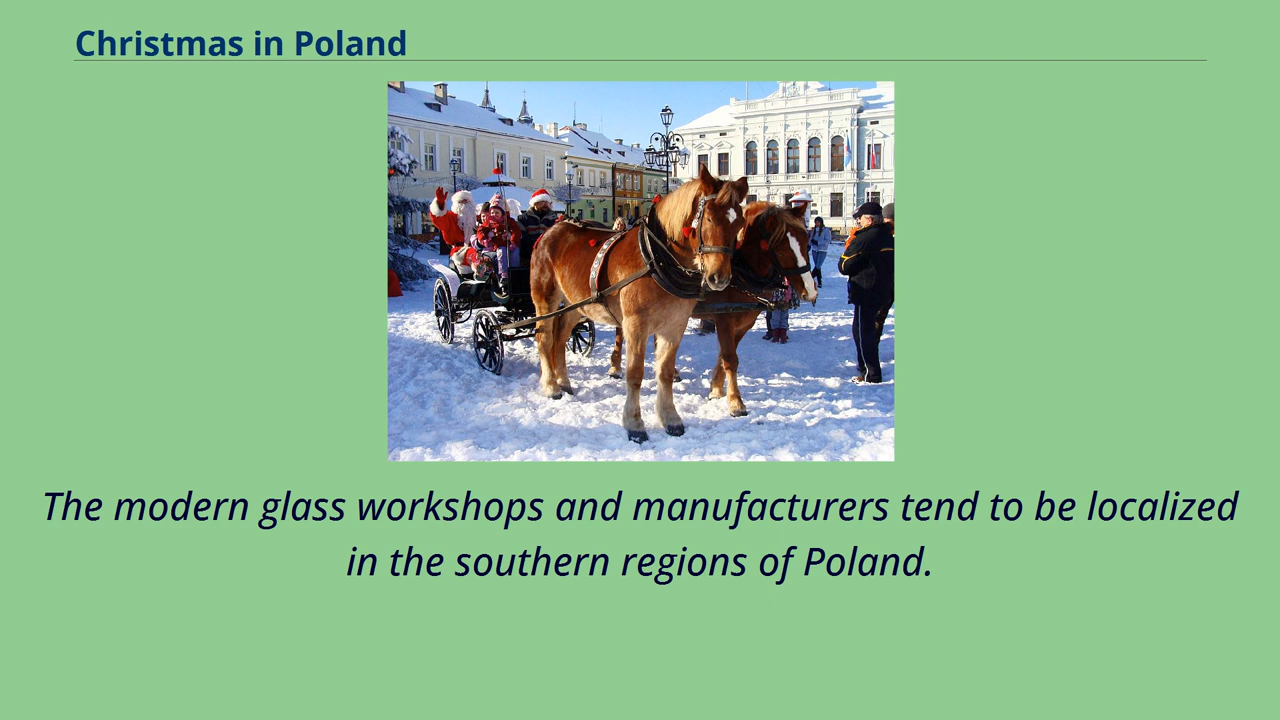 Christmas in Poland
The modern glass workshops and manufacturers tend to be localized
in the southern regions of Poland.